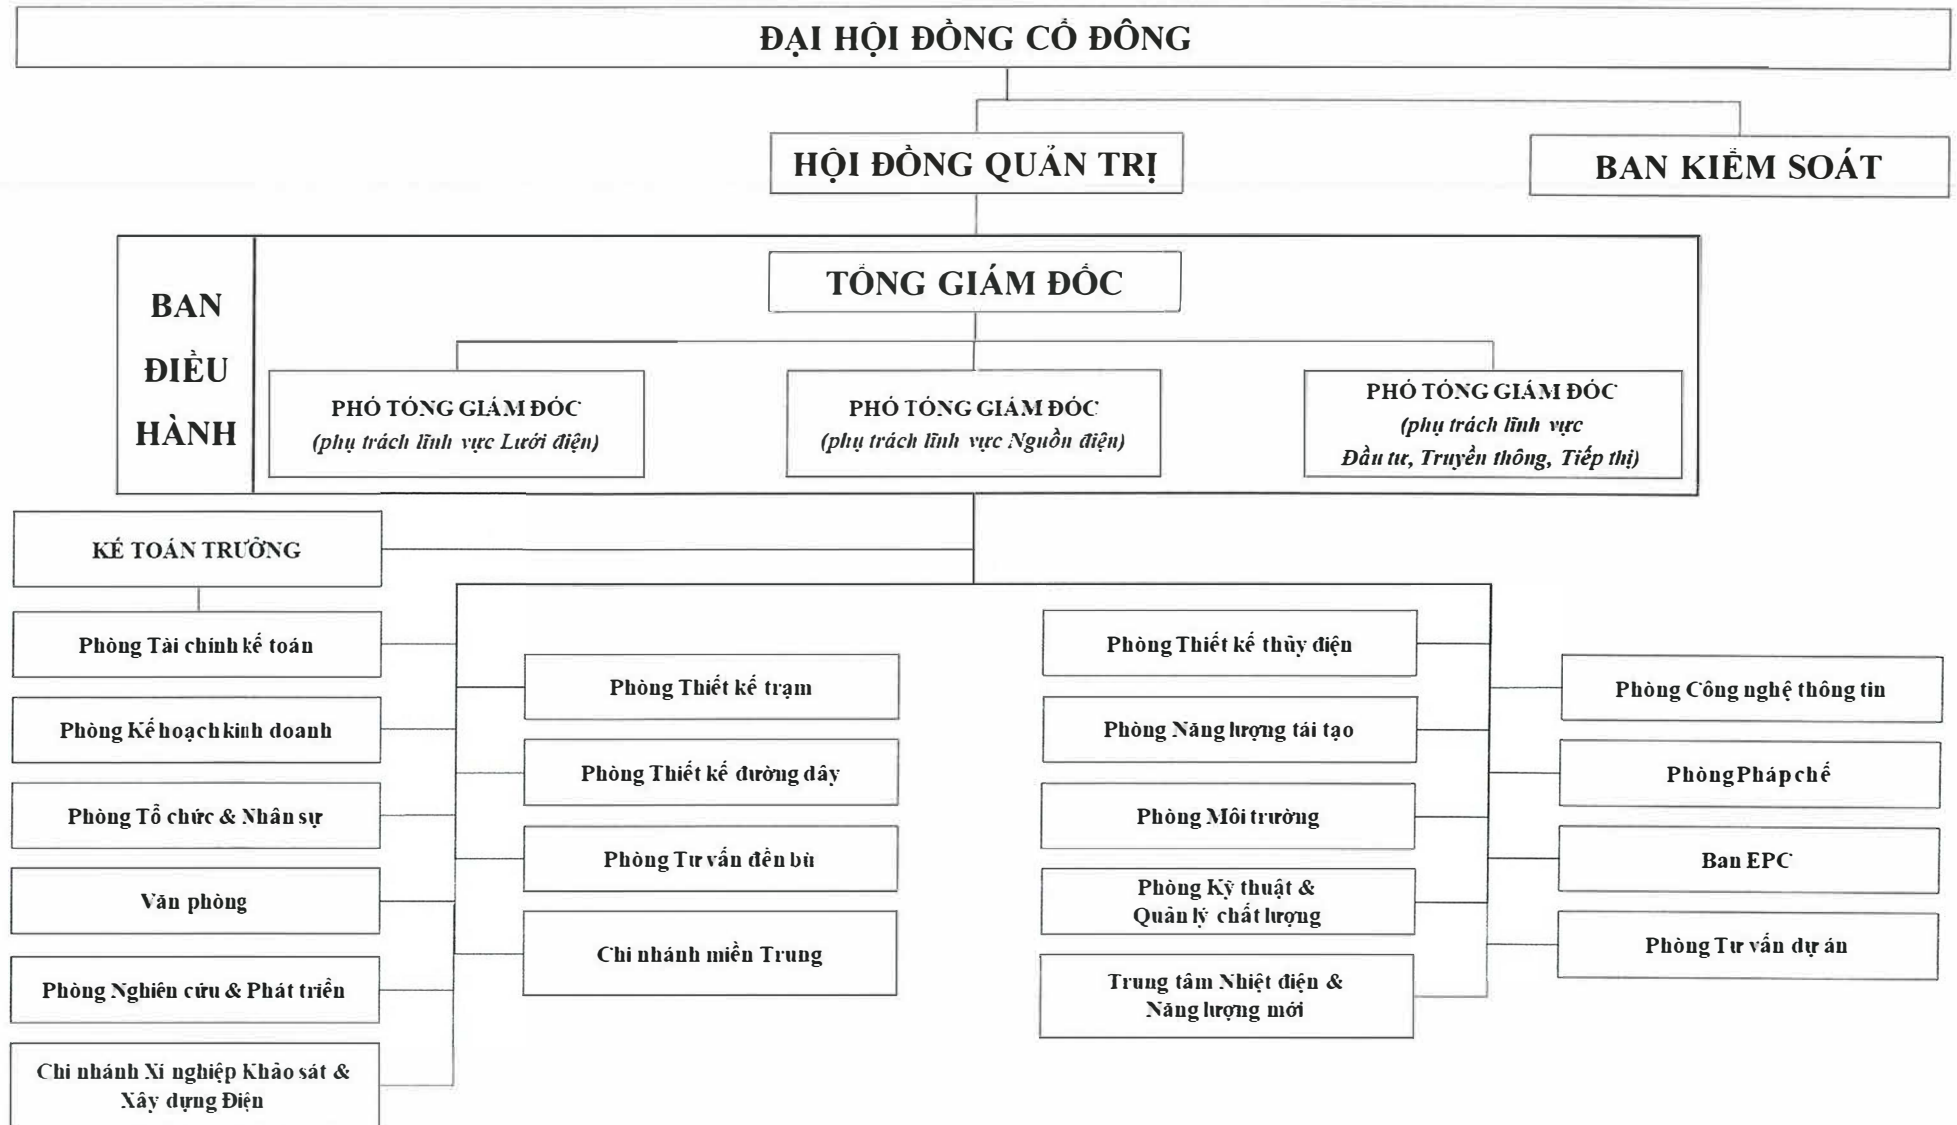 ĐẠI HỘI ĐỒNG CỔ ĐÔNG
HỘI ĐỒNG QUẢN TRỊ
BAN KIỂM SOÁT
BAN
ĐIỀU
HÀNH
TỔNG GIÁM ĐỐC
PHÓ TỔNG GIÁM ĐỐC
(phụ trách lĩnh vực Lưới điện)
PHÓ TỔNG GIÁM ĐỐC
(phụ trách lĩnh vực Nguồn điện)
PHÓ TỔNG GIÁM ĐỐC
(phụ trách lĩnh vực
Đầu tư, Truyền thông, Tiếp thị)
KẾ TOÁN TRƯỞNG
Phòng Tài chính kế toán
Phòng Kế hoạch kinh doanh
Phòng Tổ chức & Nhân sự
Văn phòng
Phòng Nghiên cứu & Phát triển
Chi nhánh Xí nghiệp Khảo sát &
Xây dựng Điện
Phòng Thiết kế trạm
Phòng Thiết kế đường dây
Phòng Tư vấn đền bù
Chi nhánh miền Trung
Phòng Thiết kế thủy điện
Phòng Năng lượng tái tạo
Phòng Môi trường
Phòng Kỹ thuật &
Quản lý chất lượng
Trung tâm Nhiệt điện &
Năng lượng mới
Phòng Công nghệ thông tin
Phòng Pháp chế
Ban EPC
Phòng Tư vấn dự án